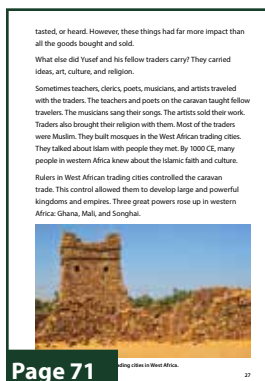 tasted, or heard. However, these things had far more impact than
all the goods bought and sold.
What else did Yusef and his fellow traders carry? They carried
ideas, art, culture, and religion.
Sometimes teachers, clerics, poets, musicians, and artists traveled
with the traders. The teachers and poets on the caravan taught fellow
travelers. The musicians sang their songs. The artists sold their work.
Traders also brought their religion with them. Most of the traders
were Muslim. They built mosques in the West African trading cities.
They talked about Islam with people they met. By 1000 CE, many
people in western Africa knew about the Islamic faith and culture.
Rulers in West African trading cities controlled the caravan
trade. This control allowed them to develop large and powerful
kingdoms and empires. Three great powers rose up in western
Africa: Ghana, Mali, and Songhai.
cities in West Africa.
27
Page 71